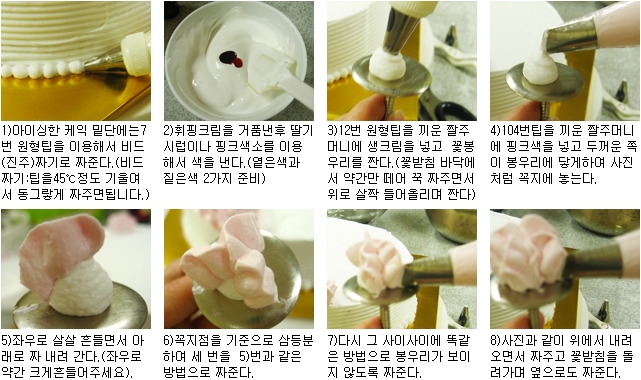 1)아이싱한 케익 밑단에는7
번 원형팁을 이용해서 비드
(진주)짜기로 짜준다.(비드
짜기:팁을45℃정도 기울여
서 동그랗게 짜주면됩니다.)
2)휘핑크림을 거품낸후 딸기
시럽이나 핑크색소를 이용
해서 색을 낸다.(옅은색과
짙은색 2가지 준비)
3)12번 원형팁을 끼운 짤주
머니에 생크림을 넣고  꽃봉
우리를 짠다.(꽃받침 바닥에
서 약간만 떼어 꾹 짜주면서
위로 살짝 들어올리며 짠다)
4)104번팁을 끼운 짤주머니
에 핑크색을 넣고 두꺼운 쪽
이 봉우리에 닿게하며 사진
처럼 꼭지에 놓는다.
5)좌우로 살살 흔들면서 아
래로 짜 내려 간다.(좌우로
약간 크게흔들어주세요).
6)꼭지점을 기준으로 삼등분
하여 세 번을  5)번과 같은
방법으로 짜준다.
7)다시 그 사이사이에 똑같
은 방법으로 봉우리가 보이
지 않도록 짜준다.
8)사진과 같이 위에서 내려
오면서 짜주고 꽃받침을 돌
려가며 옆으로도 짜준다.